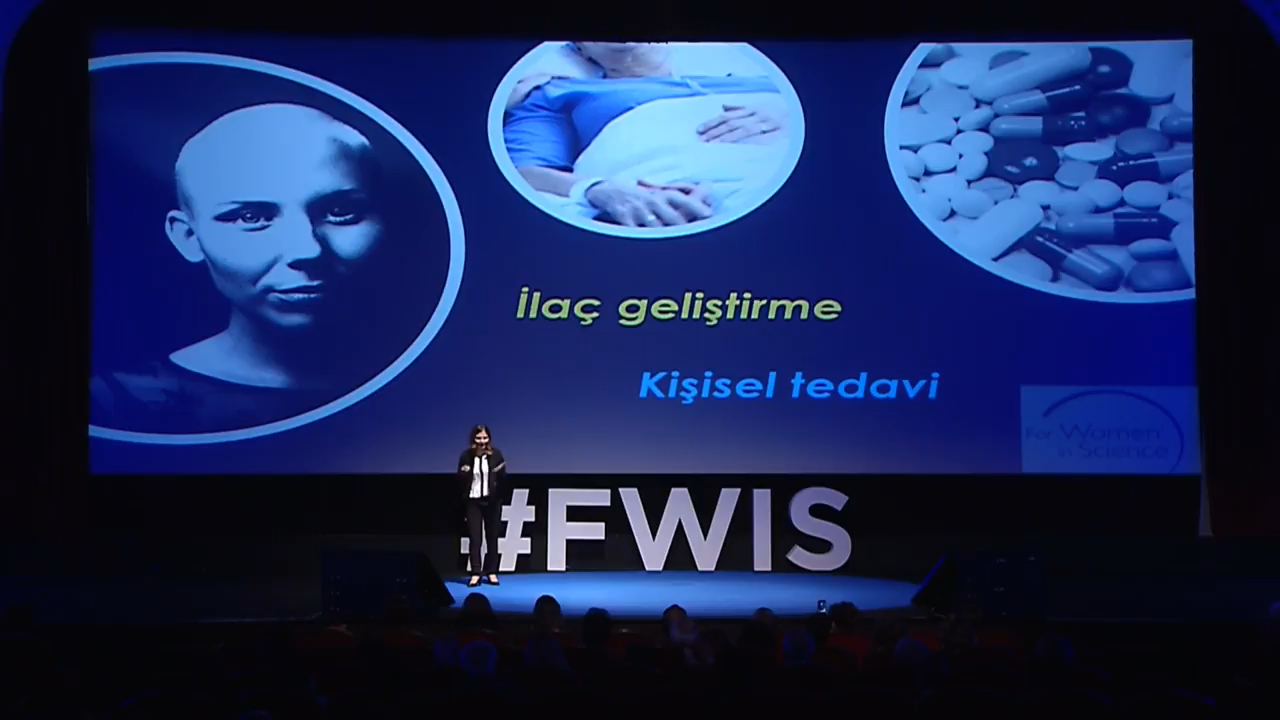 İlaç geliştirme
Kişisel tedavi
For Women
in Science
#FWIS